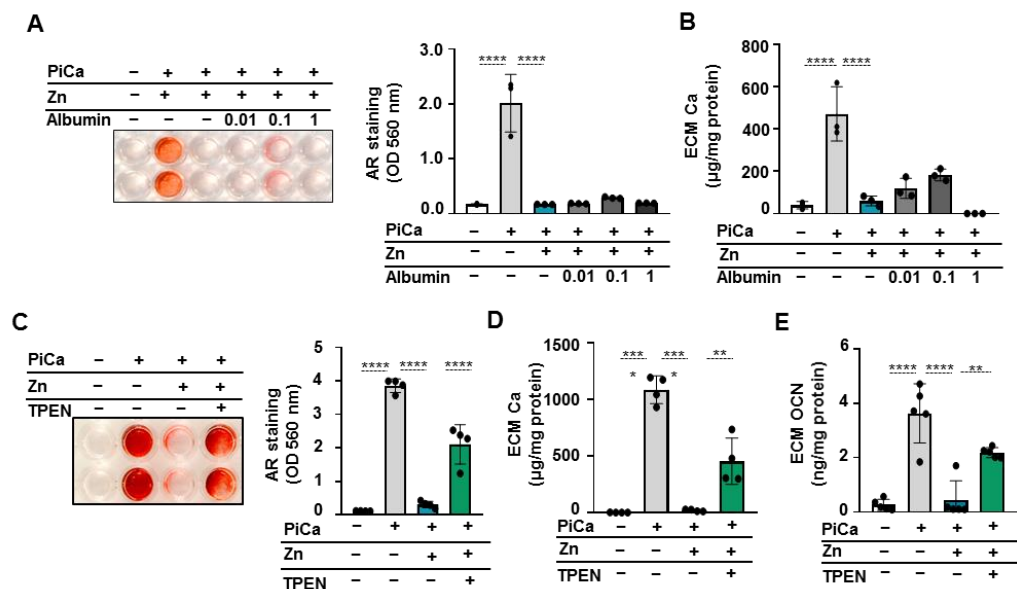 A
PiCa – + + + + +
Zn – + + + + +
Albumin – – – 0.01 0.1 1
AR staining
(OD 560 nm)
3.0
2.0
1.0
0.0
**** ****
PiCa – + + + + +
Zn – – + + + +
Albumin – – – 0.01 0.1 1
B
ECM Ca
(µg/mg protein)
800
600
400
200
0
**** ****
PiCa – + + + + +
Zn – – + + + +
Albumin – – – 0.01 0.1 1
C
PiCa – + + +
Zn – – + +
TPEN – – – +
AR staining
(OD 560 nm)
5
4
3
2
1
0
**** **** ****
PiCa – + + +
Zn – – + +
TPEN – – – +
D
ECM Ca
(µg/mg protein)
1000
500
0
*** *** **
* *
PiCa – + + +
Zn – – + +
TPEN – – – +
E
ECM OCN
(ng/mg protein)
6
4
2
0
**** **** **
PiCa – + + +
Zn – – + +
TPEN – – – +